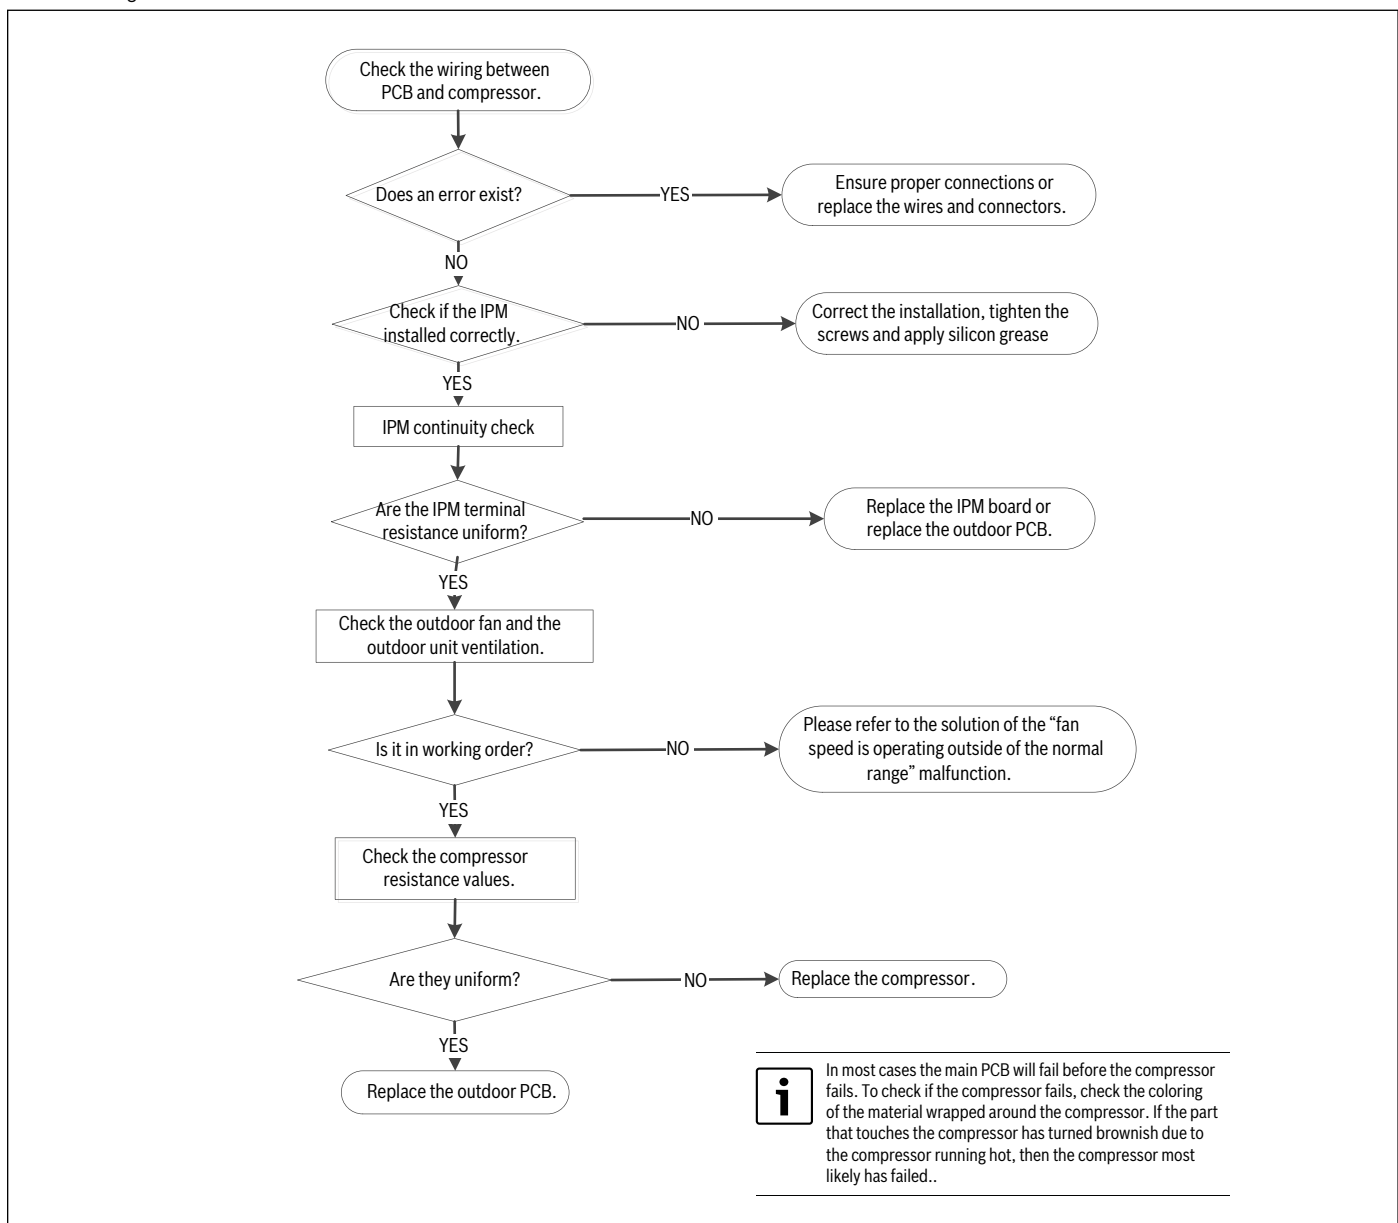 Check the wiring between
PCB and compressor.
Does an error exist?
YES
Ensure proper connections or
replace the wires and connectors.
NO
Check if the IPM
installed correctly.
NO
Correct the installation, tighten the
screws and apply silicon grease
YES
IPM continuity check
Are the IPM terminal
resistance uniform?
NO
Replace the IPM board or
replace the outdoor PCB.
YES
Check the outdoor fan and the
outdoor unit ventilation.
Is it in working order?
NO
Please refer to the solution of the “fan
speed is operating outside of the normal
range” malfunction.
YES
Check the compressor
resistance values.
Are they uniform?
NO
Replace the compressor.
YES
Replace the outdoor PCB.
i
In most cases the main PCB will fail before the compressor
fails. To check if the compressor fails, check the coloring
of the material wrapped around the compressor. If the part
that touches the compressor has turned brownish due to
the compressor running hot, then the compressor most
likely has failed..